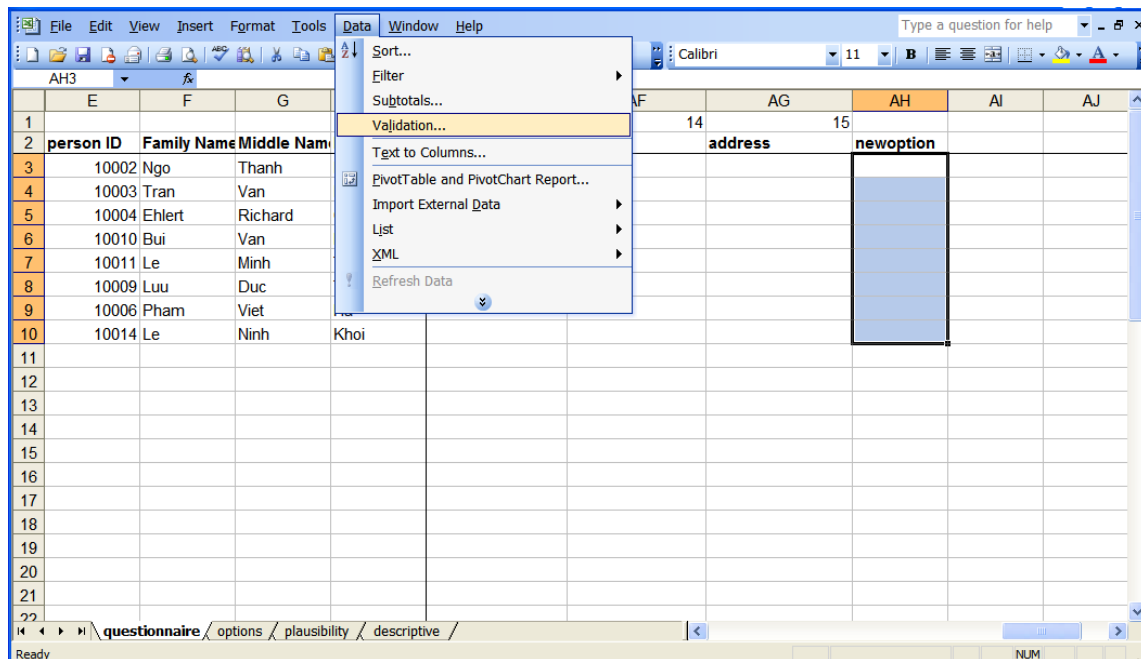 File Edit View Insert Format Tools Data Window Help Type a question for help
Calibri 11 B A
AH3 fx
Sort...
Filter
Subtotals...
Validation...
Text to Columns...
PivotTable and PivotChart Report...
Import External Data
List
XML
Refresh Data
E F G AF AG AH AI AJ
1 14 15
2 person ID Family Name Middle Nam address newoption
3 10002 Ngo Thanh
4 10003 Tran Van
5 10004 Ehlert Richard
6 10010 Bui Van
7 10011 Le Minh
8 10009 Luu Duc
9 10006 Pham Viet
10 10014 Le Ninh Khoi
11
12
13
14
15
16
17
18
19
20
21
22
questionnaire options plausibility descriptive
Ready NUM